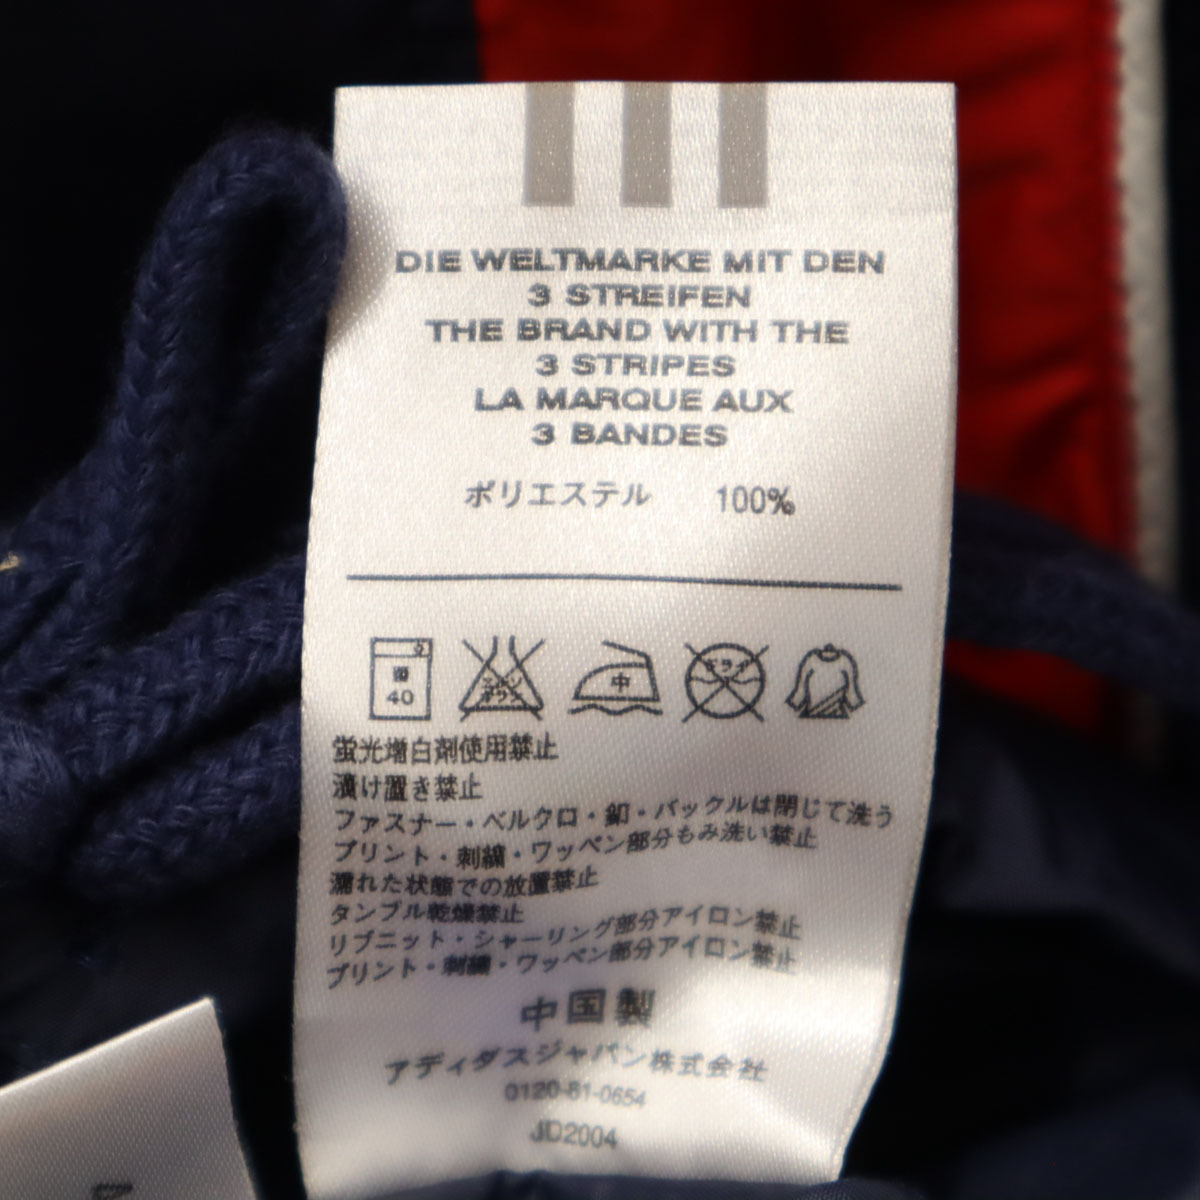 DIE WELTMARKE MIT DEN
3 STREIFEN
THE BRAND WITH THE
3 STRIPES
LA MARQUE AUX
3 BANDES
ポリエステル 100%
40
中
ドライ
蛍光増白剤使用禁止
漬け置き禁止
ファスナー・ベルクロ・釦・バックルは閉じて洗う
プリント・刺繍・ワッペン部分もみ洗い禁止
濡れた状態での放置禁止
タンブル乾燥禁止
リブニット・シャーリング部分アイロン禁止
プリント・刺繍・ワッペン部分アイロン禁止
中国製
アディダスジャパン株式会社
0120-81-0654
JD2004